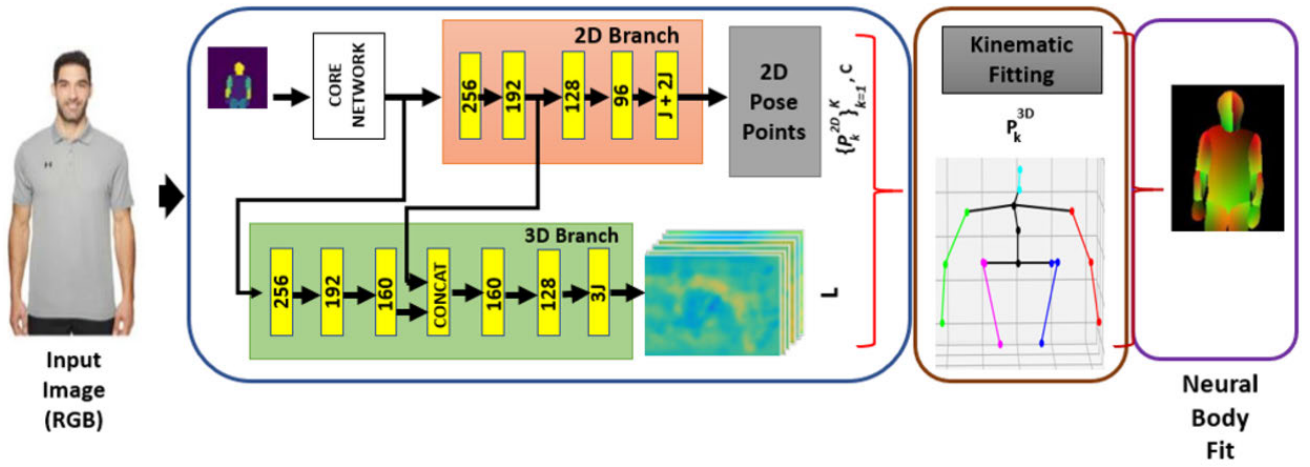 Input
Image
(RGB)
CORE
NETWORK
2D Branch
256
192
128
96
J + 2J
2D
Pose
Points
{P_k^2D}_k=1^K, C
3D Branch
256
192
160
CONCAT
160
128
3J
L
Kinematic
Fitting
P_k^3D
Neural
Body
Fit